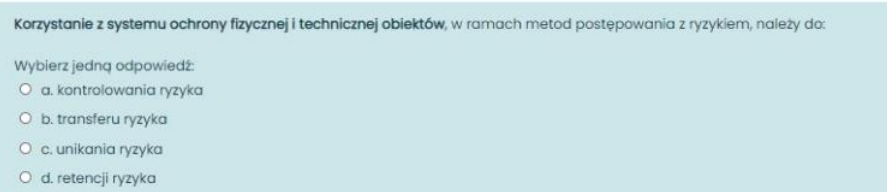 Korzystanie z systemu ochrony fizycznej i technicznej obiektów, w ramach metod postępowania z ryzykiem, należy do:
Wybierz jedną odpowiedź:
a. kontrolowania ryzyka
b. transferu ryzyka
c. unikania ryzyka
d. retencji ryzyka